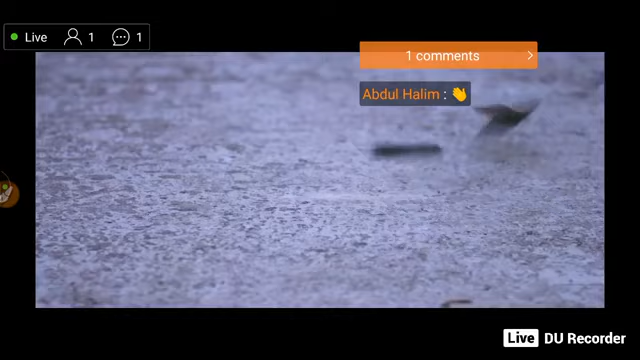 Live 1 1
1 comments
Abdul Halim : 👋
Live DU Recorder